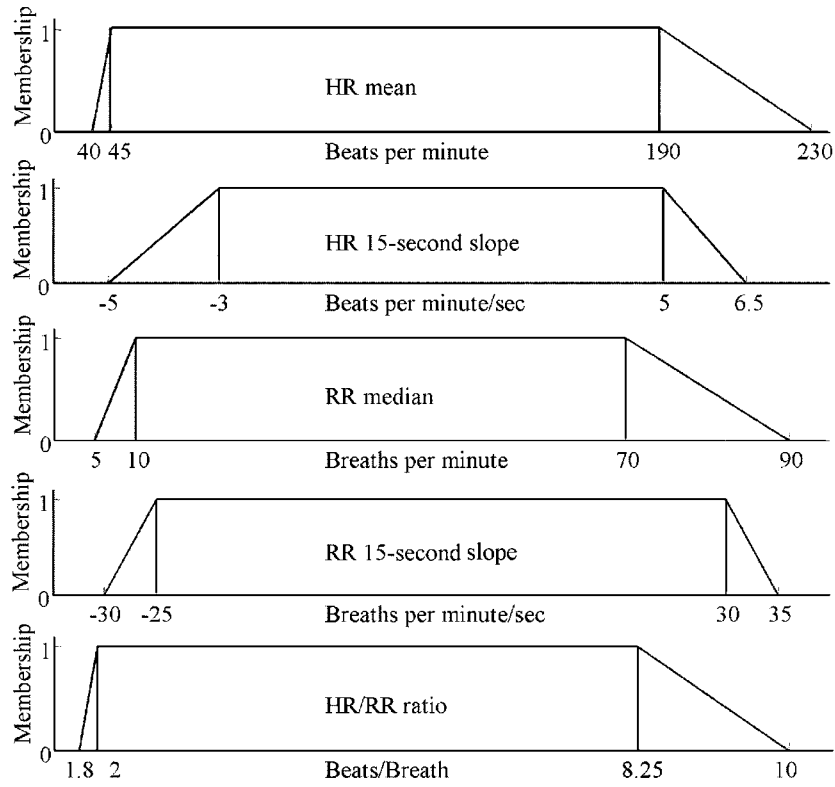 Membership
1
0
HR mean
40 45 Beats per minute 190 230
Membership
1
0
HR 15-second slope
-5 -3 Beats per minute/sec 5 6.5
Membership
1
0
RR median
5 10 Breaths per minute 70 90
Membership
1
0
RR 15-second slope
-30 -25 Breaths per minute/sec 30 35
Membership
1
0
HR/RR ratio
1.8 2 Beats/Breath 8.25 10